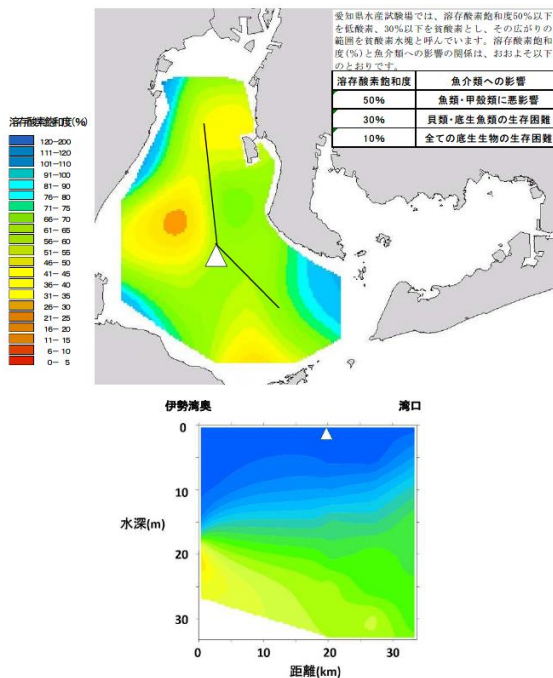 愛知県水産試験場では、溶存酸素飽和度50%以下
を低酸素、30%以下を貧酸素とし、その広がりの
範囲を貧酸素水塊と呼んでいます。溶存酸素飽和
度(%)と魚介類への影響の関係は、おおよそ以下
のとおりです。
溶存酸素飽和度 魚介類への影響
50% 魚類・甲殻類に悪影響
30% 貝類・底生魚類の生存困難
10% 全ての底生生物の生存困難
溶存酸素飽和度(%)
120-200
111-120
101-110
91-100
81- 90
76- 80
71- 75
66- 70
61- 65
56- 60
51- 55
46- 50
41- 45
36- 40
31- 35
26- 30
21- 25
16- 20
11- 15
6- 10
0- 5
伊勢湾奥 湾口
0
10
20
30
水深(m)
0 10 20 30
距離(km)